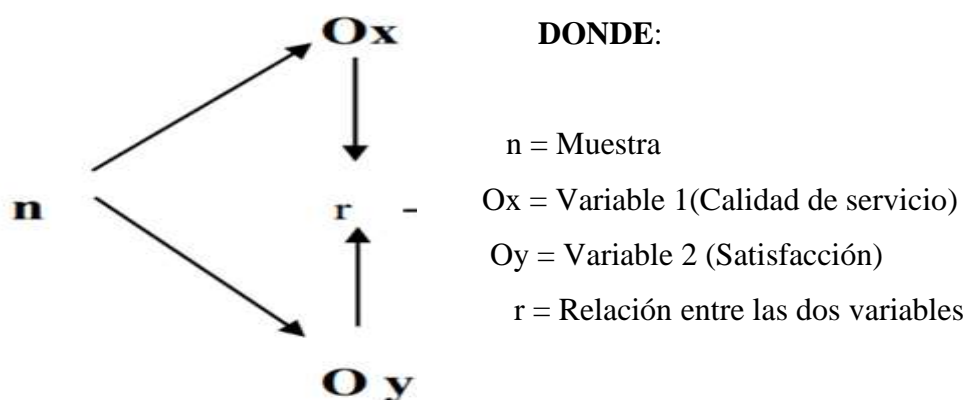 Ox
DONDE:
n = Muestra
n
r -
Ox = Variable 1(Calidad de servicio)
Oy = Variable 2 (Satisfacción)
r = Relación entre las dos variables
O y